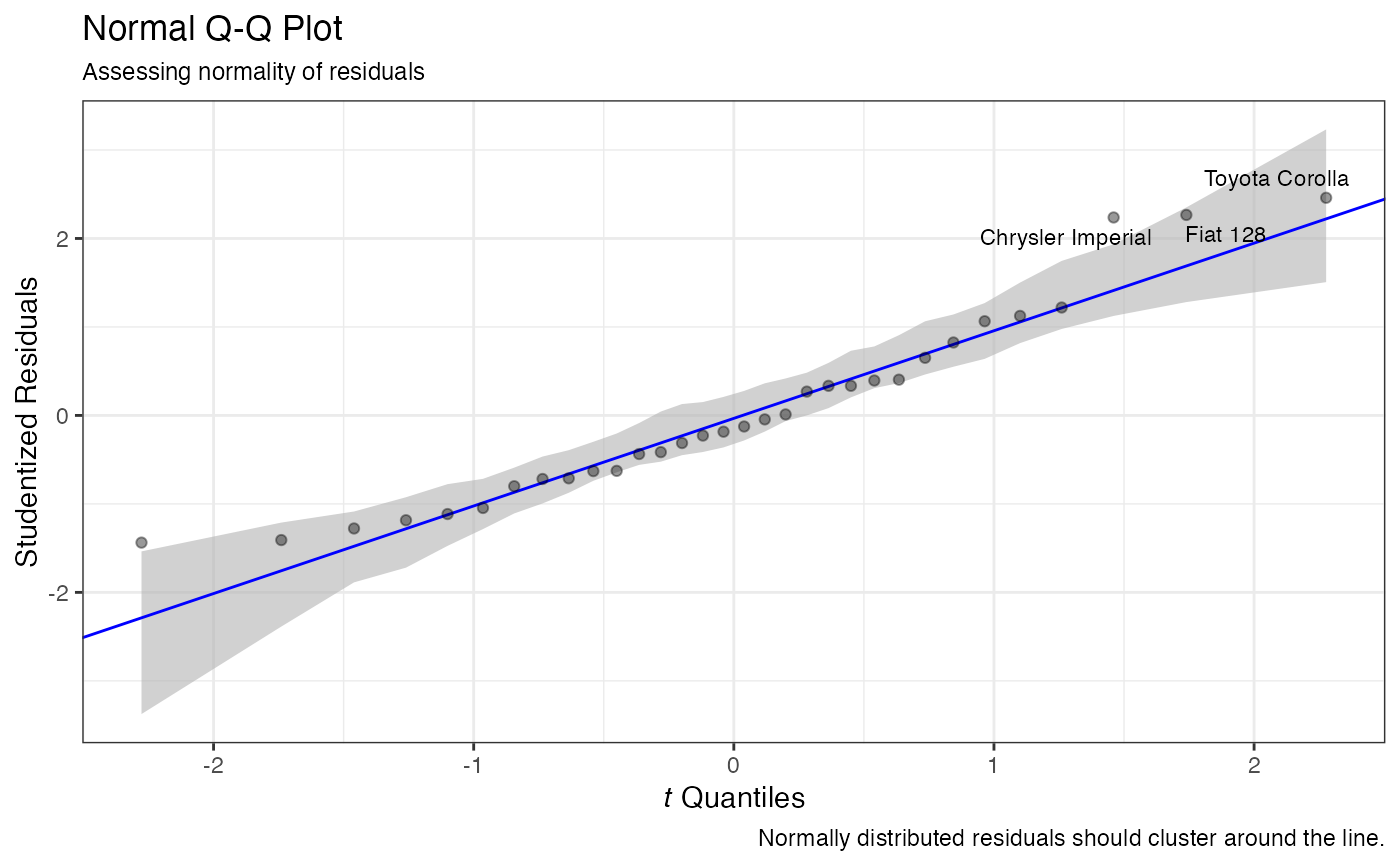 Normal Q-Q Plot
Assessing normality of residuals
Studentized Residuals
2
0
-2
Toyota Corolla
Chrysler Imperial
Fiat 128
-2
-1
0
1
2
t Quantiles
Normally distributed residuals should cluster around the line.